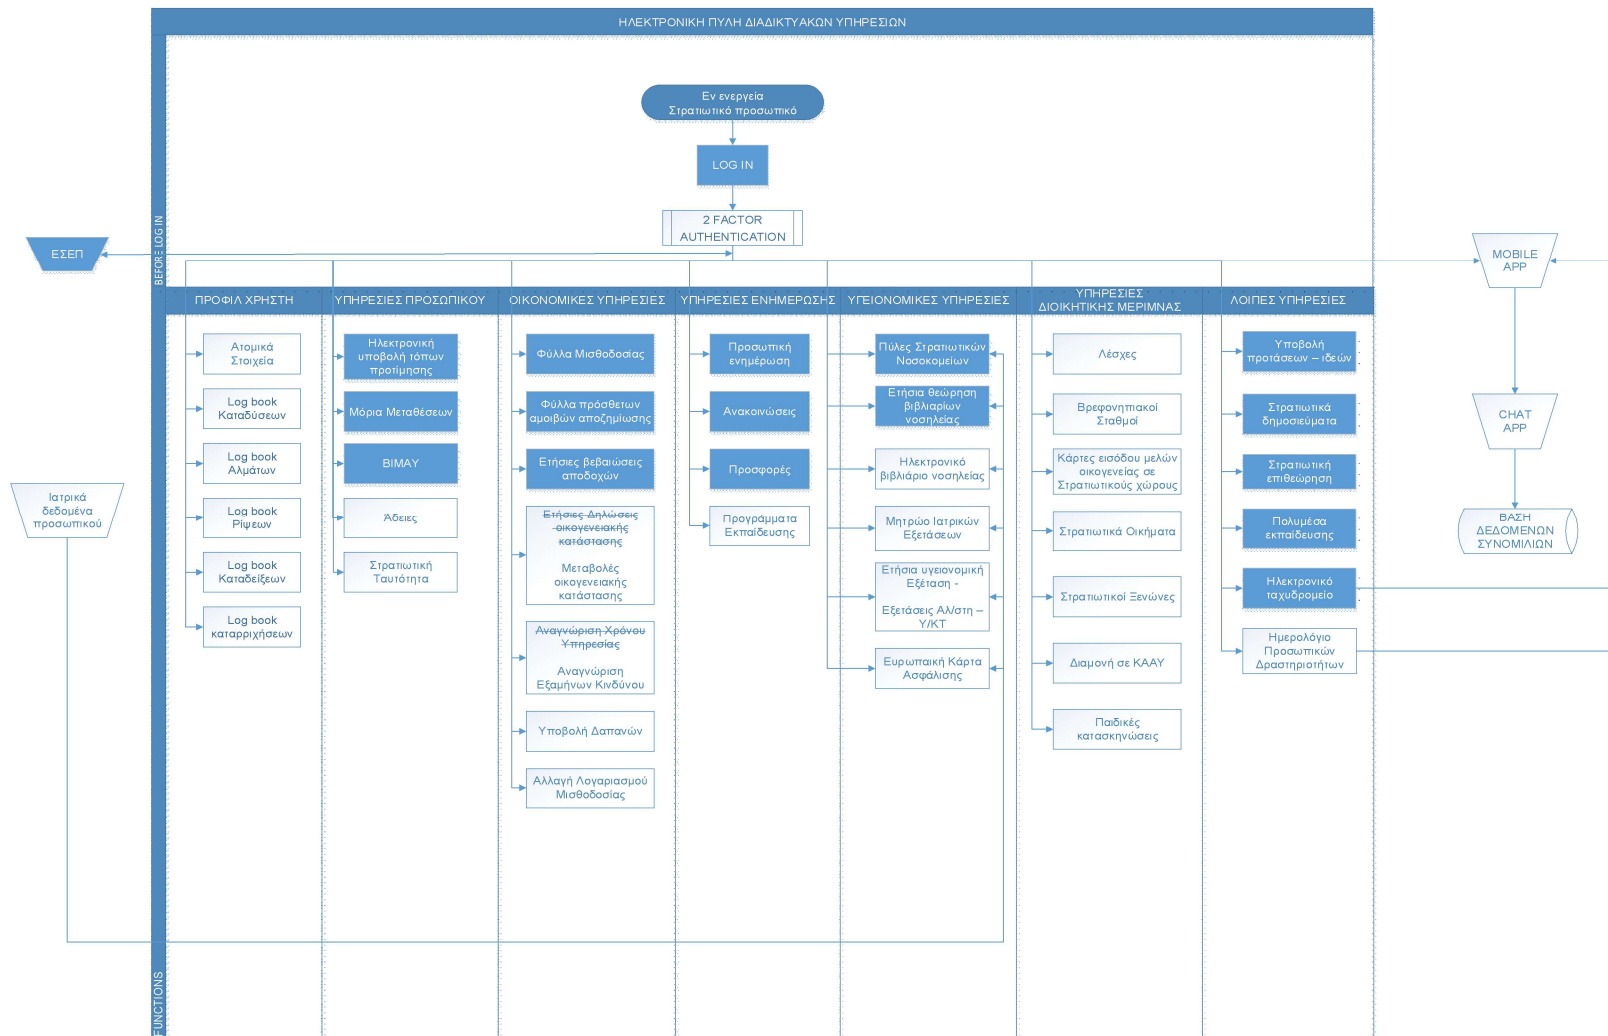 ΗΛΕΚΤΡΟΝΙΚΗ ΠΥΛΗ ΔΙΑΔΙΚΤΥΑΚΩΝ ΥΠΗΡΕΣΙΩΝ
Εν ενεργεία
Στρατιωτικό προσωπικό
LOG IN
2 FACTOR
AUTHENTICATION
BEFORE LOG IN
ΕΣΕΠ
MOBILE
APP
CHAT
APP
ΒΑΣΗ
ΔΕΔΟΜΕΝΩΝ
ΣΥΝΟΜΙΛΙΩΝ
Ιατρικά
δεδομένα
προσωπικού
ΠΡΟΦΙΛ ΧΡΗΣΤΗ
Ατομικά
Στοιχεία
Log book
Καταδύσεων
Log book
Αλμάτων
Log book
Ρίψεων
Log book
Καταδείξεων
Log book
καταρριχήσεων
ΥΠΗΡΕΣΙΕΣ ΠΡΟΣΩΠΙΚΟΥ
Ηλεκτρονική
υποβολή τόπων
προτίμησης
Μόρια Μεταθέσεων
ΒΙΜΑΥ
Άδειες
Στρατιωτική
Ταυτότητα
ΟΙΚΟΝΟΜΙΚΕΣ ΥΠΗΡΕΣΙΕΣ
Φύλλα Μισθοδοσίας
Φύλλα πρόσθετων
αμοιβών αποζημίωσης
Ετήσιες βεβαιώσεις
αποδοχών
Ετήσιες Δηλώσεις
οικογενειακής
κατάστασης
Μεταβολές
οικογενειακής
κατάστασης
Αναγνώριση Χρόνου
Υπηρεσίας
Αναγνώριση
Εξαμήνων Κινδύνου
Υποβολή Δαπανών
Αλλαγή Λογαριασμού
Μισθοδοσίας
ΥΠΗΡΕΣΙΕΣ ΕΝΗΜΕΡΩΣΗΣ
Προσωπική
ενημέρωση
Ανακοινώσεις
Προσφορές
Προγράμματα
Εκπαίδευσης
ΥΓΕΙΟΝΟΜΙΚΕΣ ΥΠΗΡΕΣΙΕΣ
Πύλες Στρατιωτικών
Νοσοκομείων
Ετήσια θεώρηση
βιβλιαρίων
νοσηλείας
Ηλεκτρονικό
βιβλιάριο νοσηλείας
Μητρώο Ιατρικών
Εξετάσεων
Ετήσια υγειονομική
Εξέταση -
Εξετάσεις Αλ/στη –
Υ/ΚΤ
Ευρωπαική Κάρτα
Ασφάλισης
ΥΠΗΡΕΣΙΕΣ
ΔΙΟΙΚΗΤΙΚΗΣ ΜΕΡΙΜΝΑΣ
Λέσχες
Βρεφονηπιακοί
Σταθμοί
Κάρτες εισόδου μελών
οικογενείας σε
Στρατιωτικούς χώρους
Στρατιωτικά Οικήματα
Στρατιωτικοί Ξενώνες
Διαμονή σε ΚΑΑΥ
Παιδικές
κατασκηνώσεις
ΛΟΙΠΕΣ ΥΠΗΡΕΣΙΕΣ
Υποβολή
προτάσεων – ιδεών
Στρατιωτικά
δημοσιεύματα
Στρατιωτική
επιθεώρηση
Πολυμέσα
εκπαίδευσης
Ηλεκτρονικό
ταχυδρομείο
Ημερολόγιο
Προσωπικών
Δραστηριοτήτων
FUNCTIONS